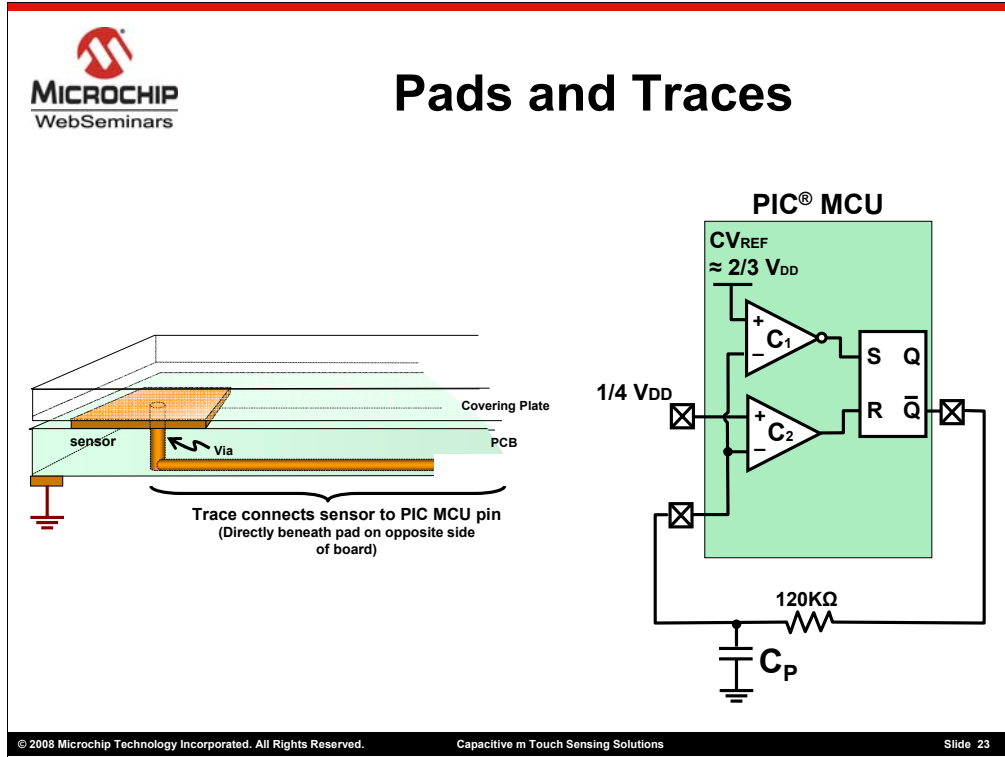 MICROCHIP
WebSeminars
Pads and Traces
PIC® MCU
CVREF
≈ 2/3 VDD
+
C1
–
S Q
1/4 VDD
+
R Q̅
C2
–
Covering Plate
sensor
Via
PCB
Trace connects sensor to PIC MCU pin
(Directly beneath pad on opposite side
of board)
120KΩ
CP
© 2008 Microchip Technology Incorporated. All Rights Reserved. Capacitive m Touch Sensing Solutions Slide 23